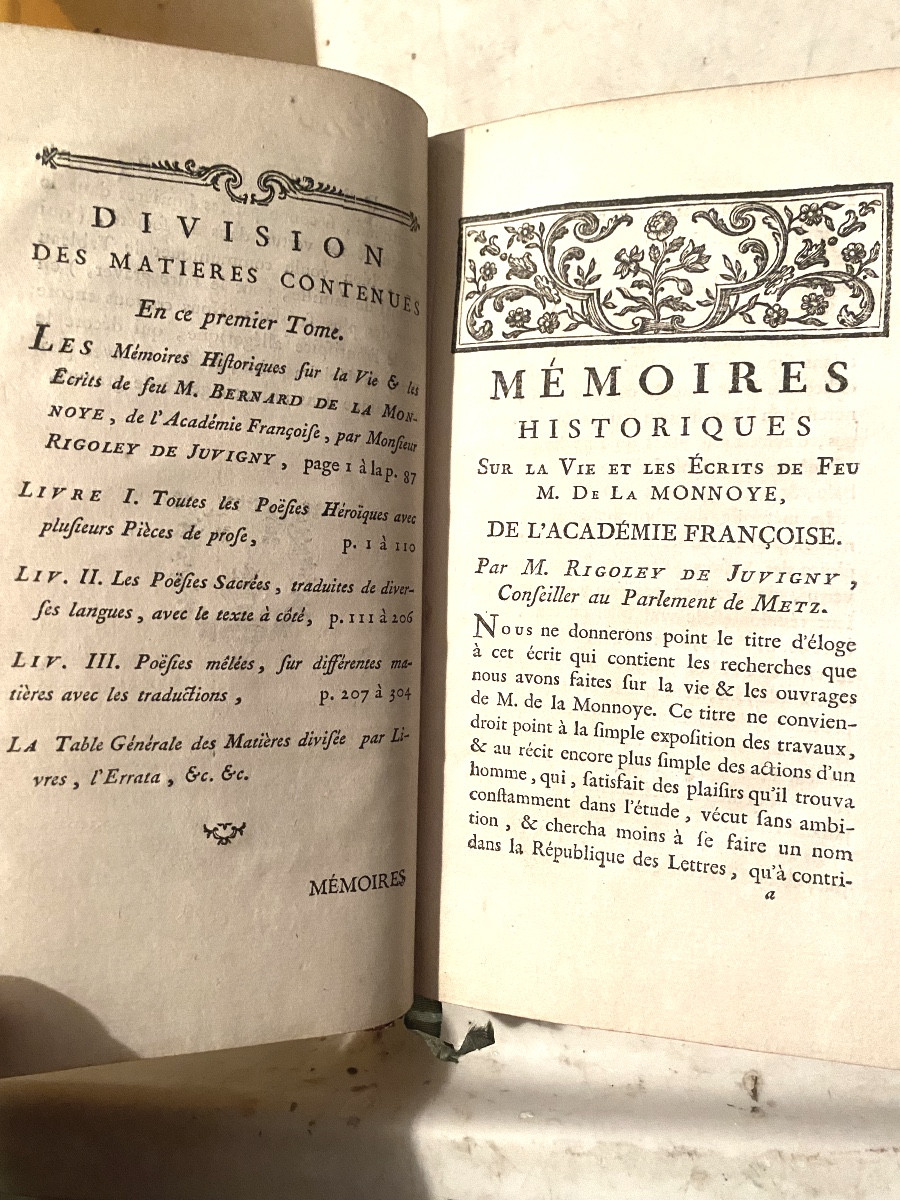 DIVISION
DES MATIERES CONTENUES
En ce premier Tome.
LES Mémoires Hiſtoriques ſur la Vie & les
Écrits de feu M. BERNARD DE LA MON-
NOYE, de l'Académie Françoiſe, par Monſieur
RIGOLEY DE JUVIGNY, page 1 à la p. 87
LIVRE I. Toutes les Poëſies Héroïques avec
pluſieurs Pièces de proſe, p. 1 à 110
LIV. II. Les Poëſies Sacrées, traduites de diver-
ſes langues, avec le texte à côté, p. 111 à 206
LIV. III. Poëſies mêlées, ſur différentes ma-
tières avec les traductions, p. 207 à 304
LA Table Générale des Matières diviſée par Li-
vres, l'Errata, &c. &c.
MÉMOIRES
MÉMOIRES
HISTORIQUES
SUR LA VIE ET LES ÉCRITS DE FEU
M. DE LA MONNOYE,
DE L'ACADÉMIE FRANÇOISE.
Par M. RIGOLEY DE JUVIGNY,
Conſeiller au Parlement de METZ.
Nous ne donnerons point le titre d'éloge
à cet écrit qui contient les recherches que
nous avons faites ſur la vie & les ouvrages
de M. de la Monnoye. Ce titre ne convien-
droit point à la ſimple expoſition des travaux,
& au récit encore plus ſimple des actions d'un
homme, qui, ſatisfait des plaiſirs qu'il trouva
conſtamment dans l'étude, vécut ſans ambi-
tion, & chercha moins à ſe faire un nom
dans la République des Lettres, qu'à contri-
a